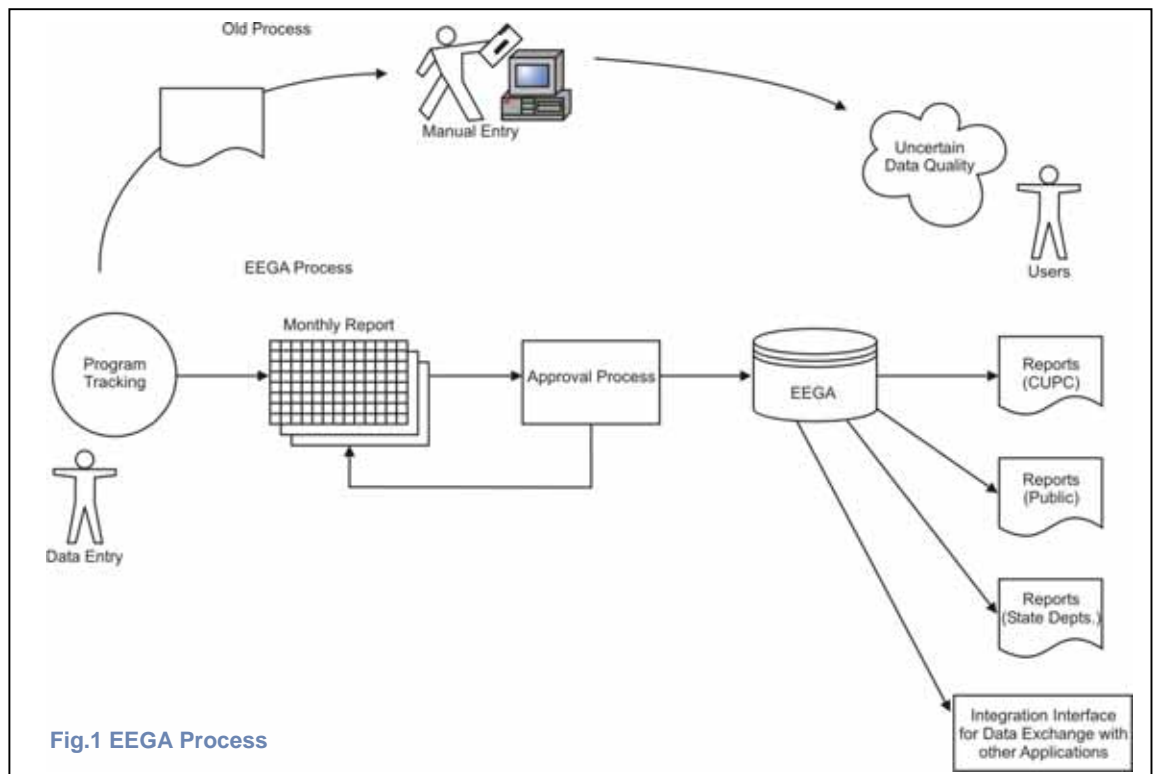 Old Process
Manual Entry
Uncertain
Data Quality
Users
EEGA Process
Program
Tracking
Data Entry
Monthly Report
Approval Process
EEGA
Reports
(CUPC)
Reports
(Public)
Reports
(State Depts.)
Integration Interface
for Data Exchange with
other Applications
Fig.1 EEGA Process